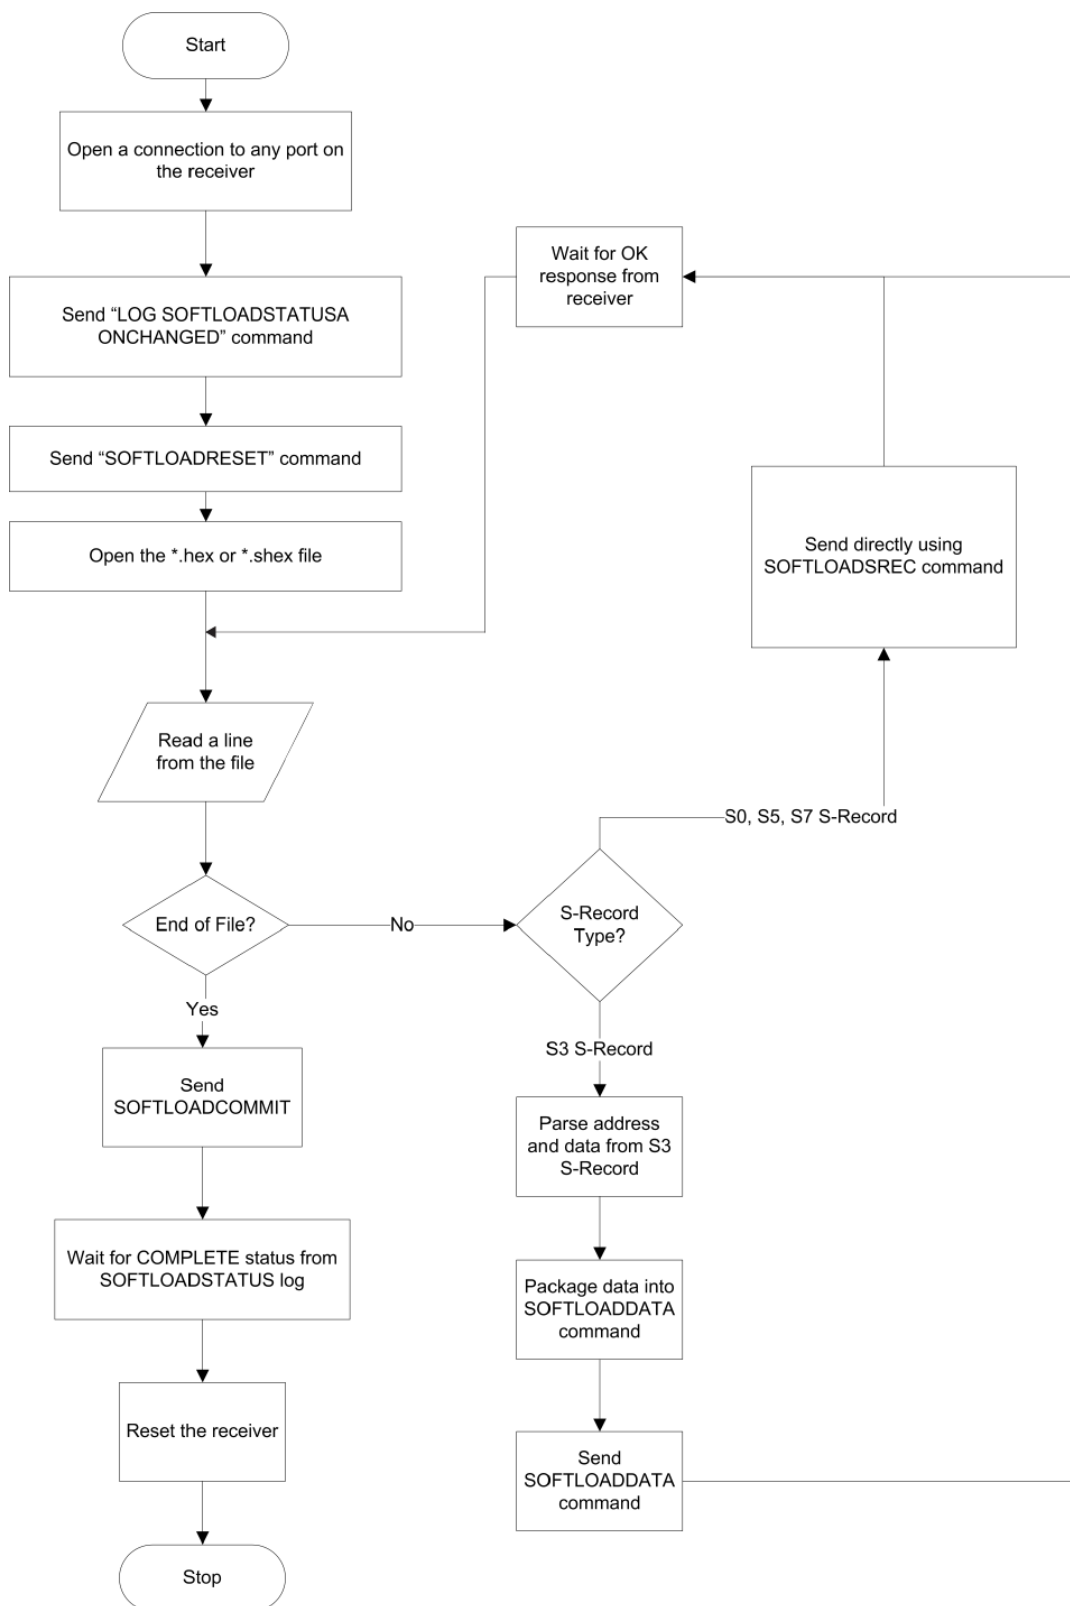 Start
Open a connection to any port on
the receiver
Send “LOG SOFTLOADSTATUSA
ONCHANGED” command
Send “SOFTLOADRESET” command
Open the *.hex or *.shex file
Read a line
from the file
End of File?
No
Yes
Send
SOFTLOADCOMMIT
Wait for COMPLETE status from
SOFTLOADSTATUS log
Reset the receiver
Stop
Wait for OK
response from
receiver
Send directly using
SOFTLOADSREC command
S0, S5, S7 S-Record
S-Record
Type?
S3 S-Record
Parse address
and data from S3
S-Record
Package data into
SOFTLOADDATA
command
Send
SOFTLOADDATA
command